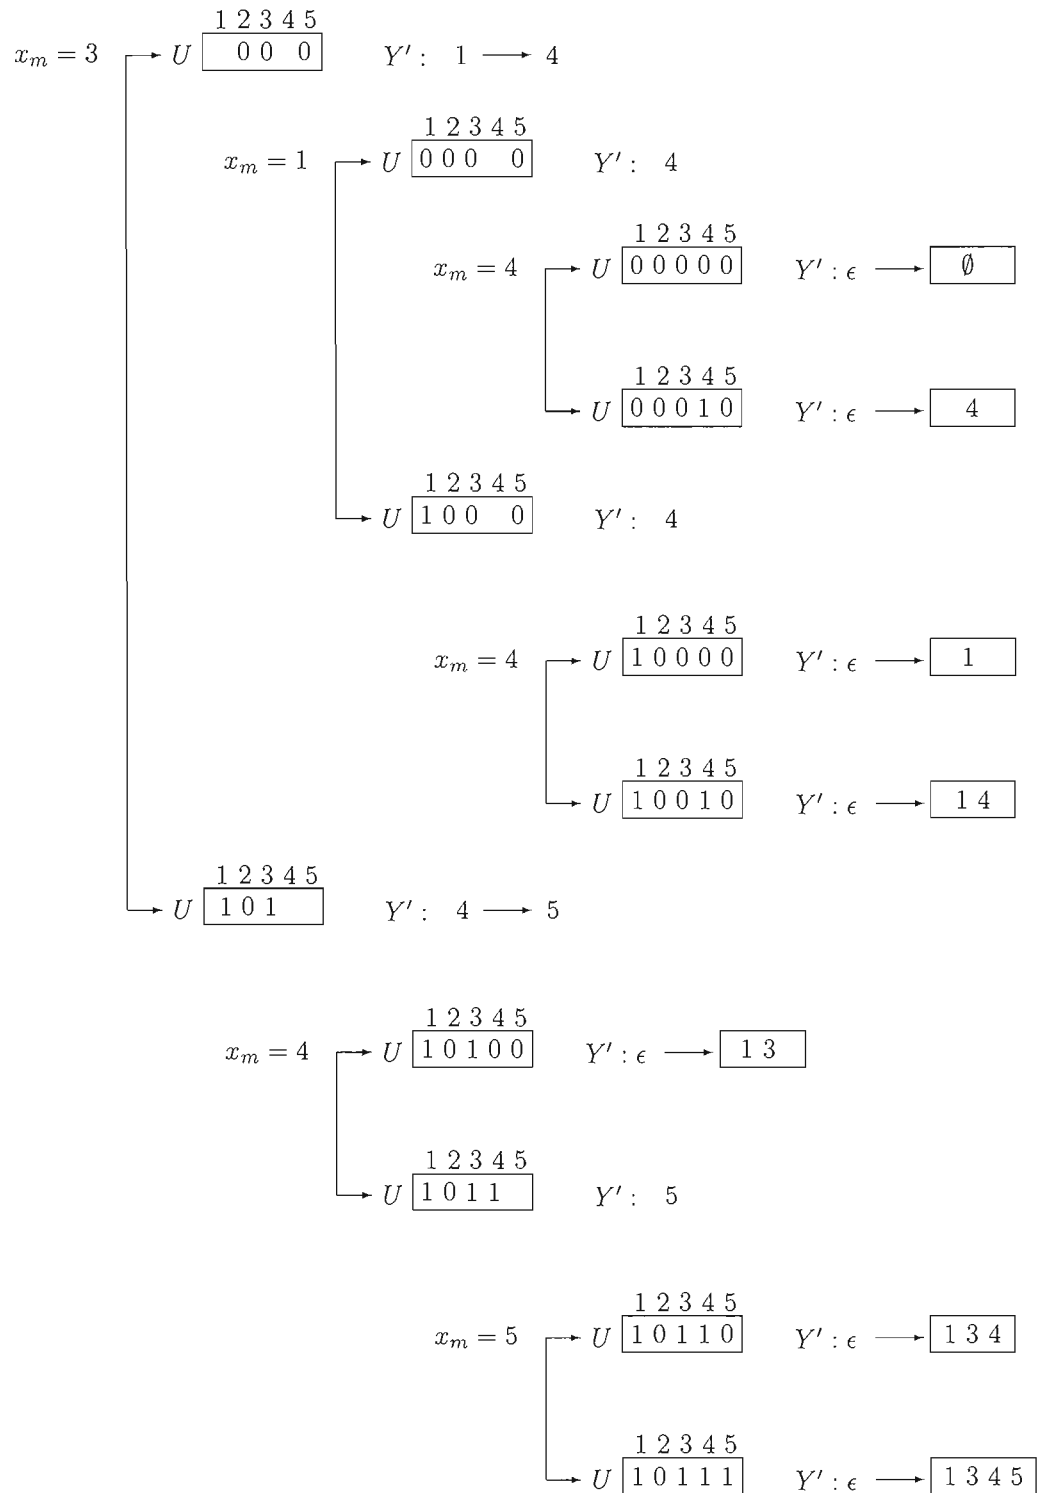 1 2 3 4 5
x_m = 3 U 0 0 0 Y′ : 1 ⟶ 4
1 2 3 4 5
x_m = 1 U 0 0 0 0 Y′ : 4
1 2 3 4 5
x_m = 4 U 0 0 0 0 0 Y′ : ϵ ⟶ ∅
1 2 3 4 5
U 0 0 0 1 0 Y′ : ϵ ⟶ 4
1 2 3 4 5
U 1 0 0 0 Y′ : 4
1 2 3 4 5
x_m = 4 U 1 0 0 0 0 Y′ : ϵ ⟶ 1
1 2 3 4 5
U 1 0 0 1 0 Y′ : ϵ ⟶ 1 4
1 2 3 4 5
U 1 0 1 Y′ : 4 ⟶ 5
1 2 3 4 5
x_m = 4 U 1 0 1 0 0 Y′ : ϵ ⟶ 1 3
1 2 3 4 5
U 1 0 1 1 Y′ : 5
1 2 3 4 5
x_m = 5 U 1 0 1 1 0 Y′ : ϵ ⟶ 1 3 4
1 2 3 4 5
U 1 0 1 1 1 Y′ : ϵ ⟶ 1 3 4 5